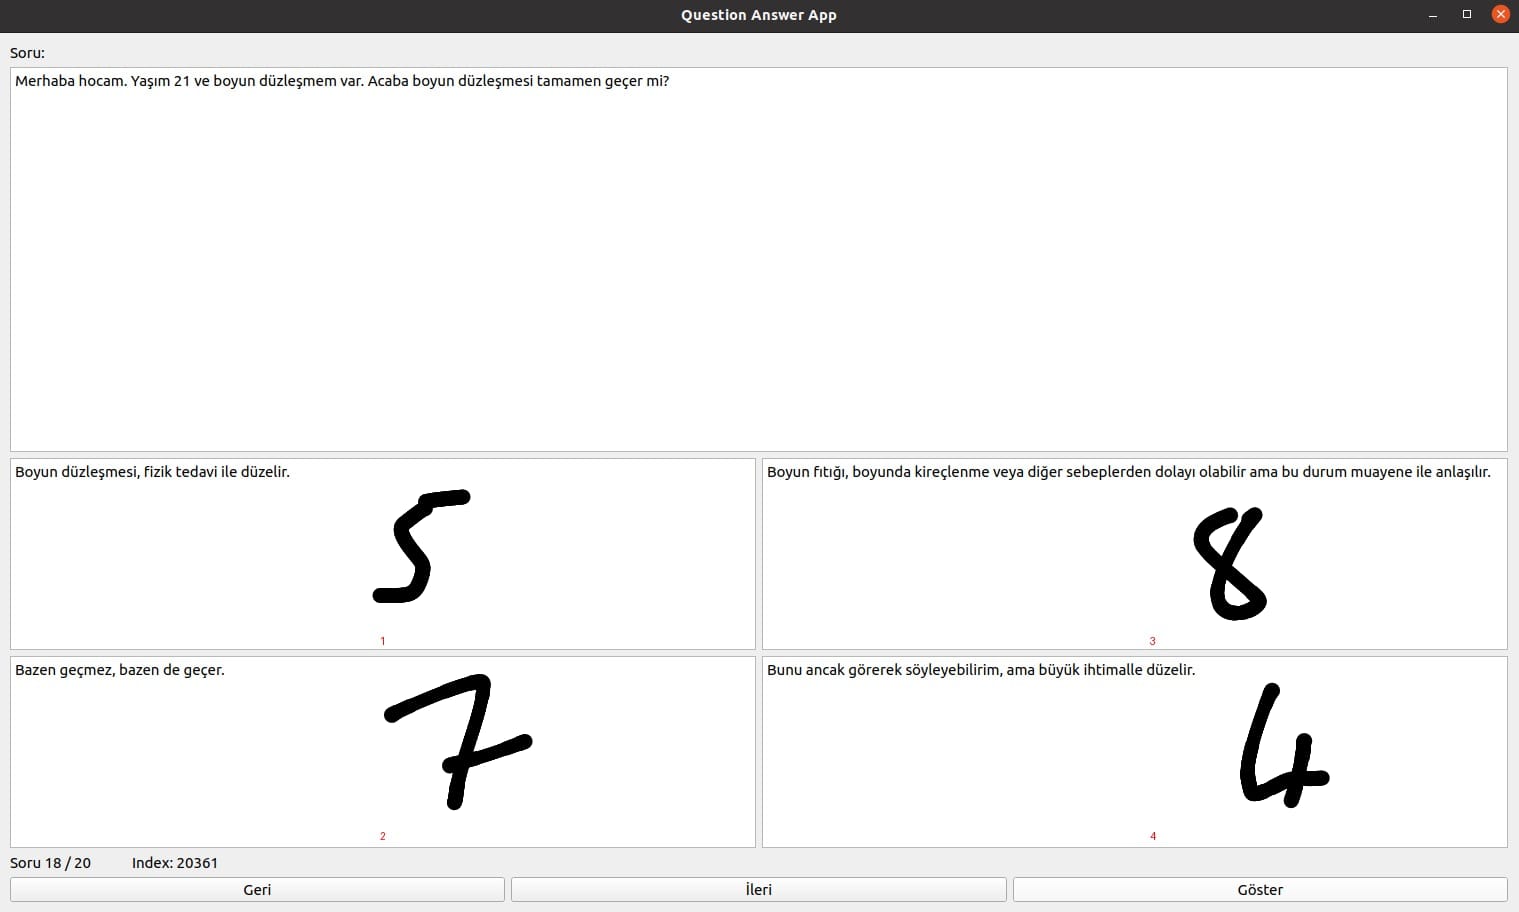 Question Answer App
Soru:
Merhaba hocam. Yaşım 21 ve boyun düzleşmem var. Acaba boyun düzleşmesi tamamen geçer mi?
Boyun düzleşmesi, fizik tedavi ile düzelir.
5
1
Boyun fıtığı, boyunda kireçlenme veya diğer sebeplerden dolayı olabilir ama bu durum muayene ile anlaşılır.
8
3
Bazen geçmez, bazen de geçer.
7
2
Bunu ancak görerek söyleyebilirim, ama büyük ihtimalle düzelir.
4
4
Soru 18 / 20 Index: 20361
Geri İleri Göster